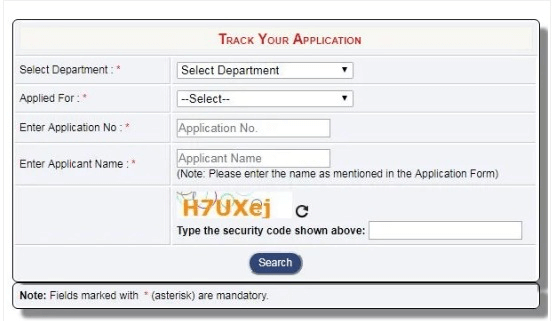 Track Your Application
Select Department : * Select Department
Applied For : * --Select--
Enter Application No : * Application No.
Enter Applicant Name : * Applicant Name
(Note: Please enter the name as mentioned in the Application Form)
H7UXej
Type the security code shown above:
Search
Note: Fields marked with * (asterisk) are mandatory.